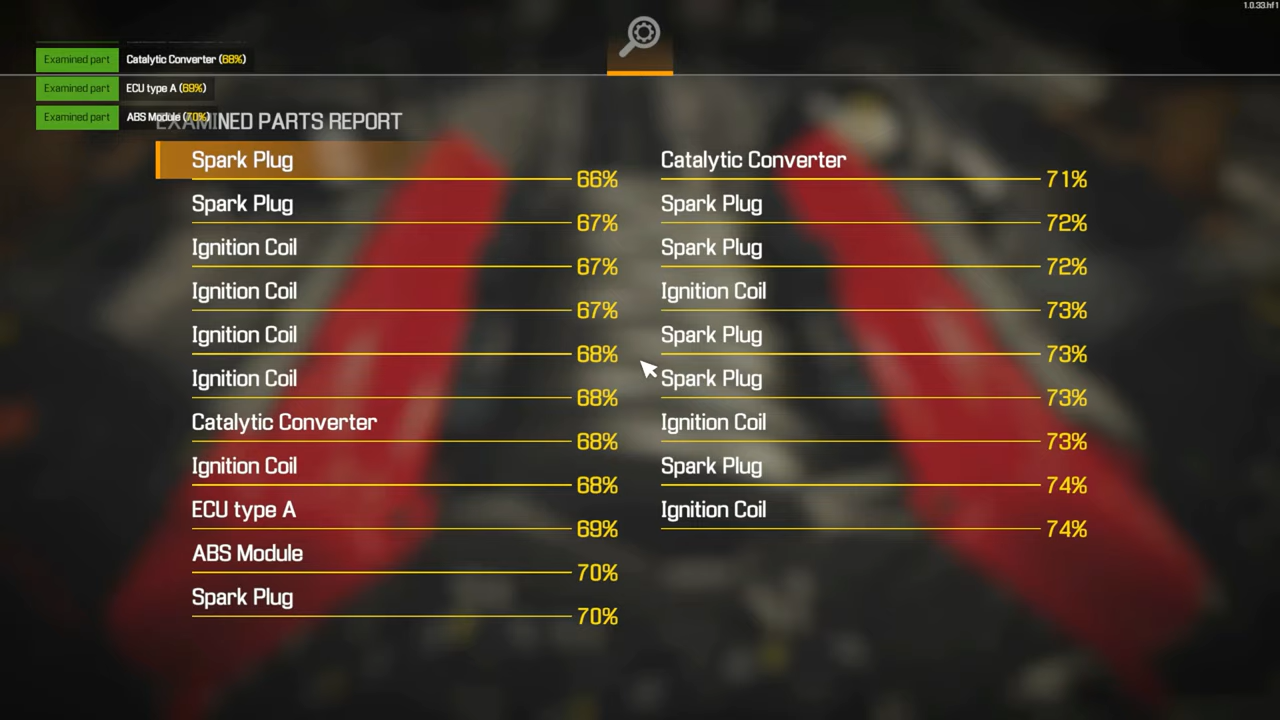 1.0.33.hf1
Examined part Catalytic Converter (68%)
Examined part ECU type A (69%)
Examined part ABS Module (70%)
EXAMINED PARTS REPORT
Spark Plug 66%
Spark Plug 67%
Ignition Coil 67%
Ignition Coil 67%
Ignition Coil 68%
Ignition Coil 68%
Catalytic Converter 68%
Ignition Coil 68%
ECU type A 69%
ABS Module 70%
Spark Plug 70%
Catalytic Converter 71%
Spark Plug 72%
Spark Plug 72%
Ignition Coil 73%
Spark Plug 73%
Spark Plug 73%
Ignition Coil 73%
Spark Plug 74%
Ignition Coil 74%